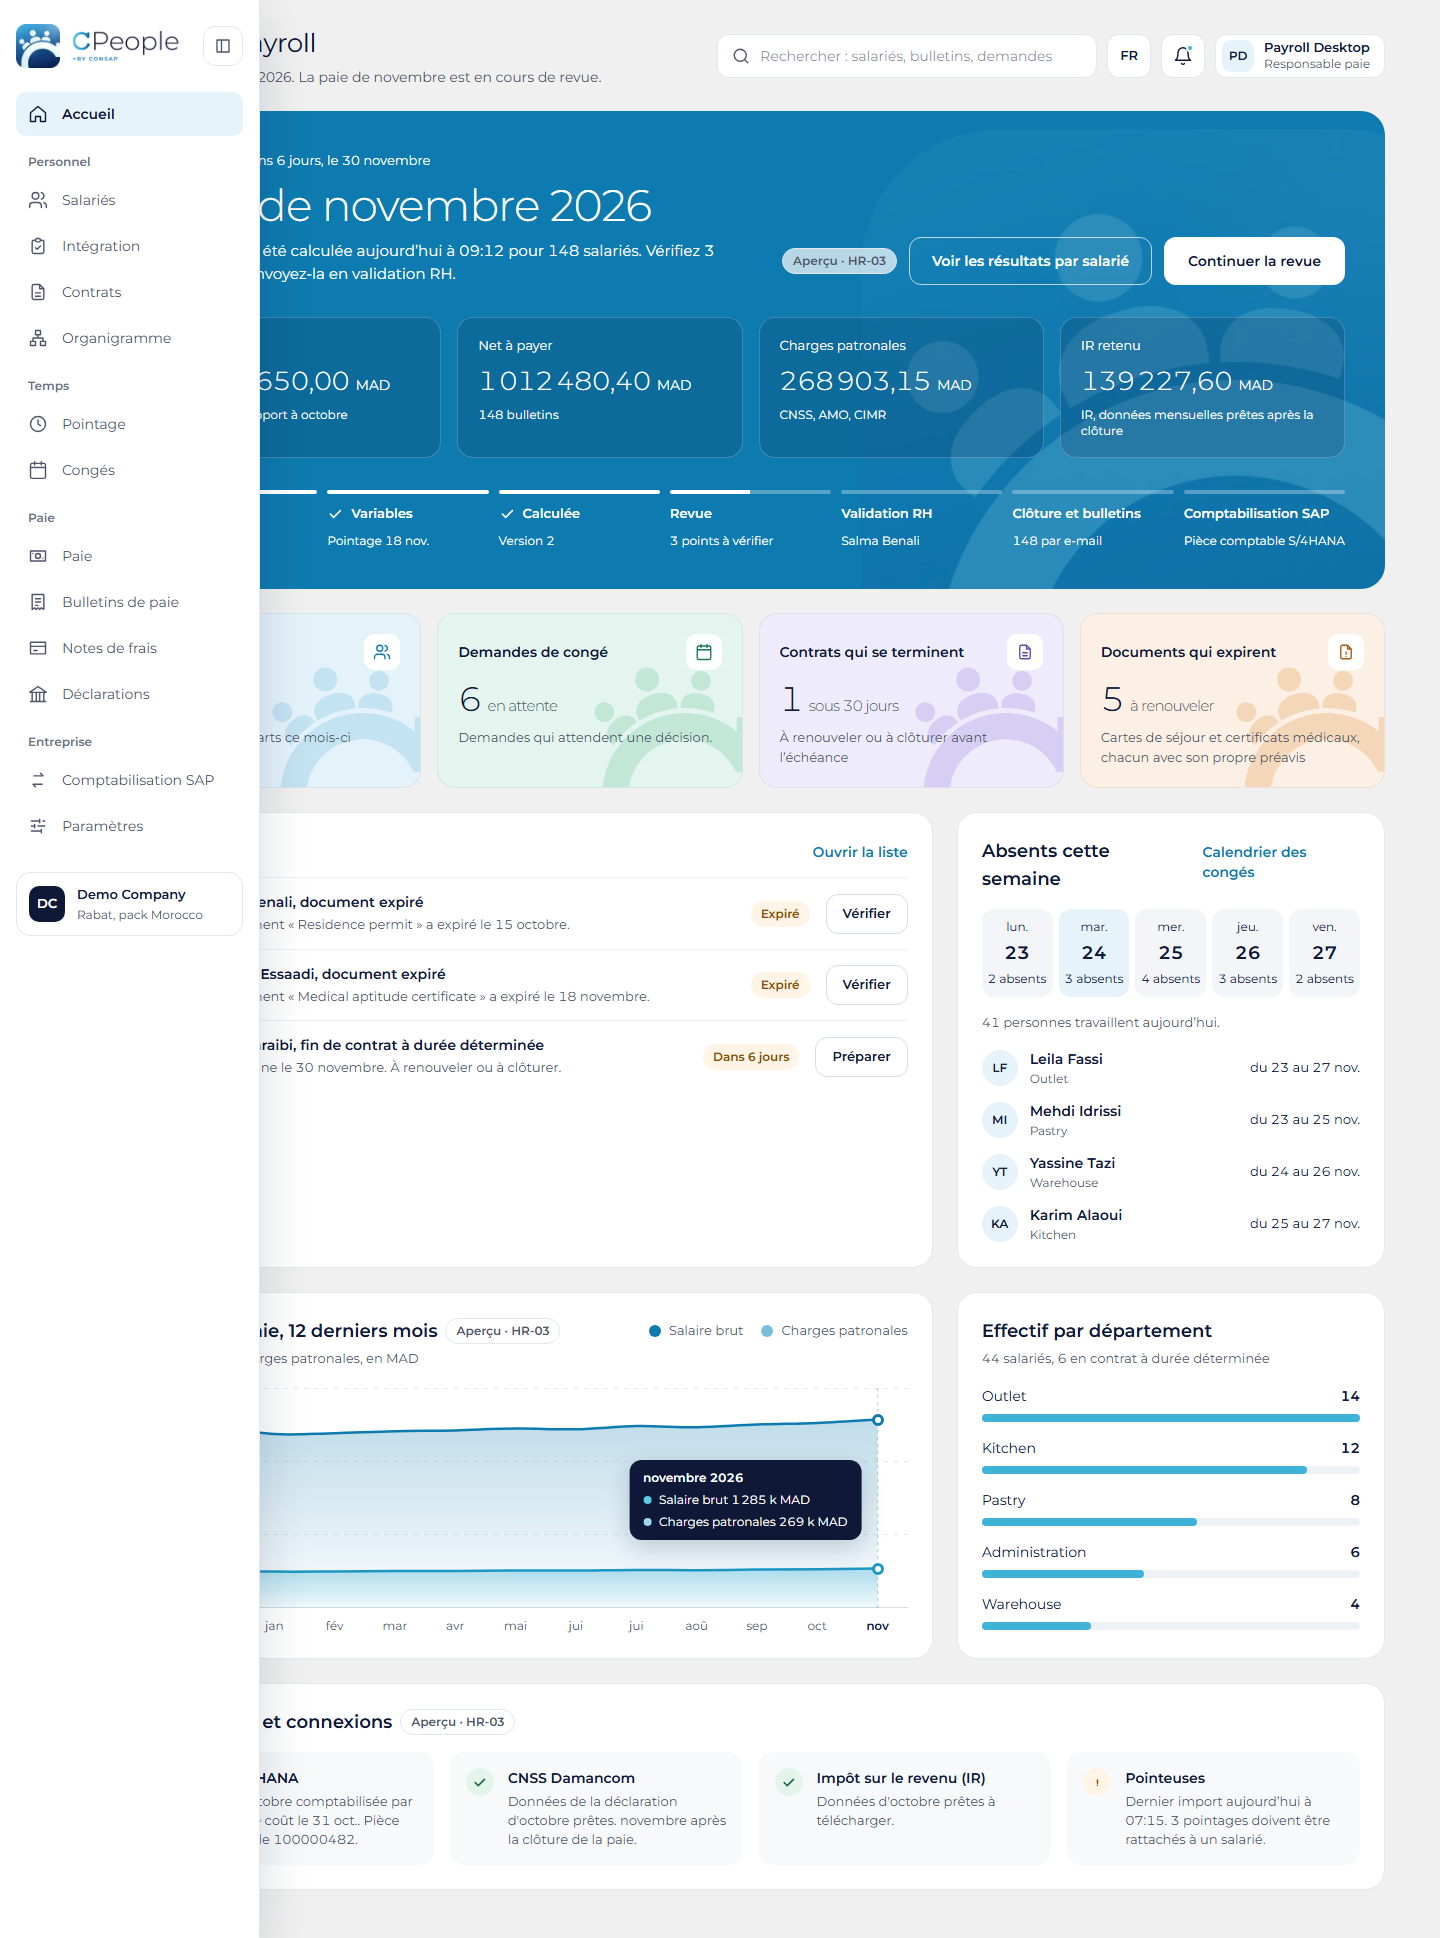 CPeople
BY CONSAP
Accueil
Personnel
Salariés
Intégration
Contrats
Organigramme
Temps
Pointage
Congés
Paie
Paie
Bulletins de paie
Notes de frais
Déclarations
Entreprise
Comptabilisation SAP
Paramètres
DC
Demo Company
Rabat, pack Morocco
ayroll
2026. La paie de novembre est en cours de revue.
Rechercher : salariés, bulletins, demandes
FR
PD
Payroll Desktop
Responsable paie
ns 6 jours, le 30 novembre
de novembre 2026
été calculée aujourd’hui à 09:12 pour 148 salariés. Vérifiez 3
nvoyez-la en validation RH.
Aperçu · HR-03
Voir les résultats par salarié
Continuer la revue
650,00 MAD
pport à octobre
Net à payer
1 012 480,40 MAD
148 bulletins
Charges patronales
268 903,15 MAD
CNSS, AMO, CIMR
IR retenu
139 227,60 MAD
IR, données mensuelles prêtes après la
clôture
Variables
Pointage 18 nov.
Calculée
Version 2
Revue
3 points à vérifier
Validation RH
Salma Benali
Clôture et bulletins
148 par e-mail
Comptabilisation SAP
Pièce comptable S/4HANA
arts ce mois-ci
Demandes de congé
6 en attente
Demandes qui attendent une décision.
Contrats qui se terminent
1 sous 30 jours
À renouveler ou à clôturer avant
l’échéance
Documents qui expirent
5 à renouveler
Cartes de séjour et certificats médicaux,
chacun avec son propre préavis
Ouvrir la liste
enali, document expiré
ment « Residence permit » a expiré le 15 octobre.
Expiré
Vérifier
Essaadi, document expiré
ment « Medical aptitude certificate » a expiré le 18 novembre.
Expiré
Vérifier
araibi, fin de contrat à durée déterminée
ne le 30 novembre. À renouveler ou à clôturer.
Dans 6 jours
Préparer
Absents cette
semaine
Calendrier des
congés
lun.
23
2 absents
mar.
24
3 absents
mer.
25
4 absents
jeu.
26
3 absents
ven.
27
2 absents
41 personnes travaillent aujourd’hui.
LF
Leila Fassi
Outlet
du 23 au 27 nov.
MI
Mehdi Idrissi
Pastry
du 23 au 25 nov.
YT
Yassine Tazi
Warehouse
du 24 au 26 nov.
KA
Karim Alaoui
Kitchen
du 25 au 27 nov.
aie, 12 derniers mois
Aperçu · HR-03
Salaire brut
Charges patronales
rges patronales, en MAD
novembre 2026
Salaire brut 1 285 k MAD
Charges patronales 269 k MAD
jan
fév
mar
avr
mai
jui
jui
aoû
sep
oct
nov
Effectif par département
44 salariés, 6 en contrat à durée déterminée
Outlet
14
Kitchen
12
Pastry
8
Administration
6
Warehouse
4
et connexions
Aperçu · HR-03
HANA
tobre comptabilisée par
coût le 31 oct.. Pièce
le 100000482.
CNSS Damancom
Données de la déclaration
d'octobre prêtes. novembre après
la clôture de la paie.
Impôt sur le revenu (IR)
Données d'octobre prêtes à
télécharger.
Pointeuses
Dernier import aujourd’hui à
07:15. 3 pointages doivent être
rattachés à un salarié.